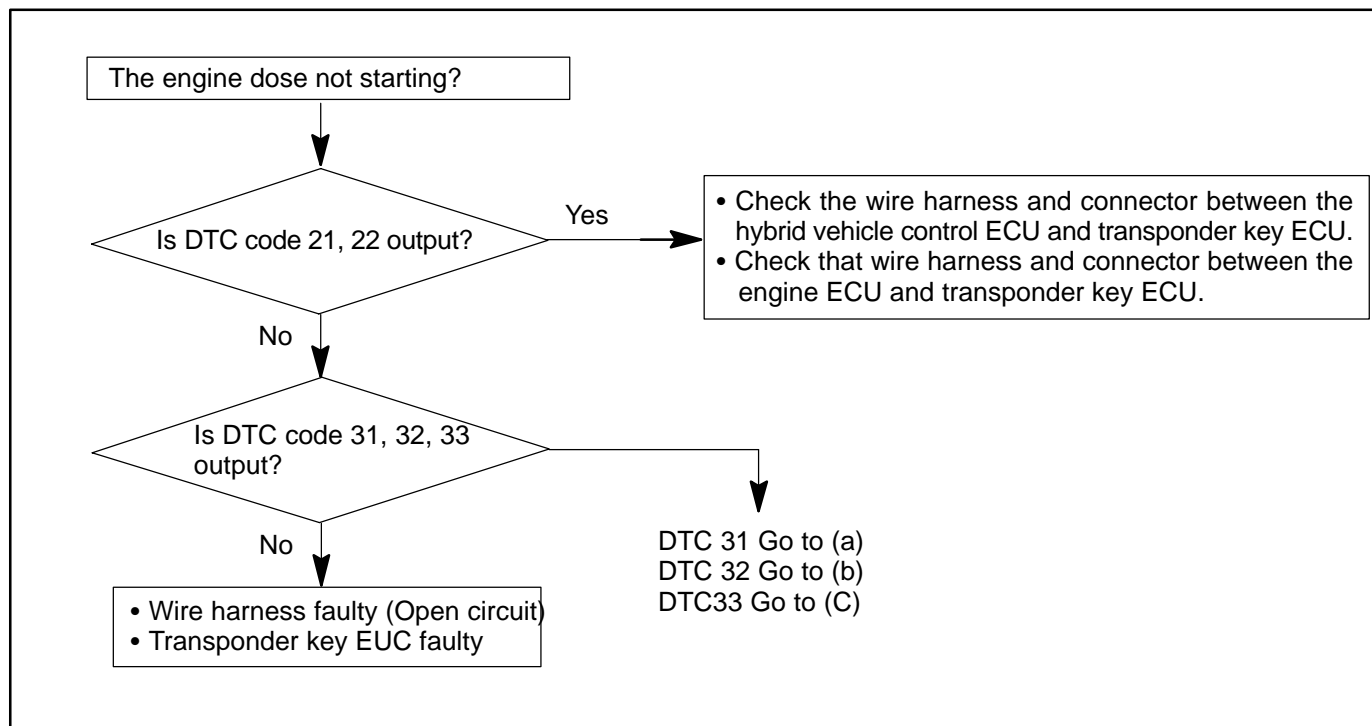 The engine dose not starting?
Is DTC code 21, 22 output?
Yes
• Check the wire harness and connector between the
hybrid vehicle control ECU and transponder key ECU.
• Check that wire harness and connector between the
engine ECU and transponder key ECU.
No
Is DTC code 31, 32, 33
output?
DTC 31 Go to (a)
DTC 32 Go to (b)
DTC33 Go to (C)
No
• Wire harness faulty (Open circuit)
• Transponder key EUC faulty